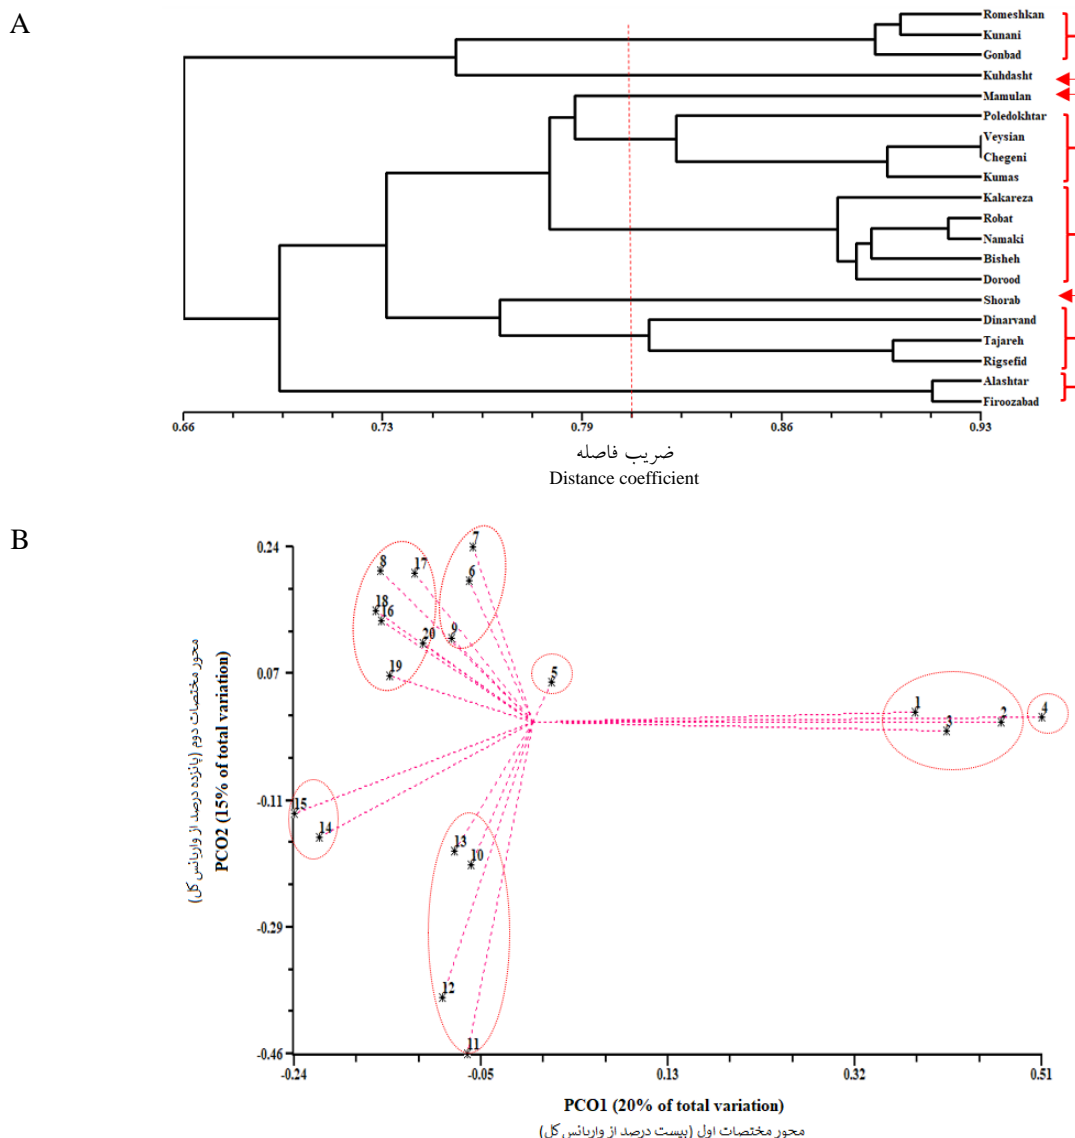 A
Romeshkan
Kunani
Gonbad
Kuhdasht
Mamulan
Poledokhtar
Veysian
Chegeni
Kumas
Kakareza
Robat
Namaki
Bisheh
Dorood
Shorab
Dinarvand
Tajareh
Rigsefid
Alashtar
Firoozabad
0.66 0.73 0.79 0.86 0.93
ضریب فاصله
Distance coefficient
B
محور مختصات دوم (پانزده درصد از واریانس کل)
PCO2 (15% of total variation)
0.24
0.07
-0.11
-0.29
-0.46
7
8
17
6
18
16
20
9
19
5
1
2
3
4
15
14
13
10
12
11
-0.24 -0.05 0.13 0.32 0.51
PCO1 (20% of total variation)
محور مختصات اول (بیست درصد از واریانس کل)